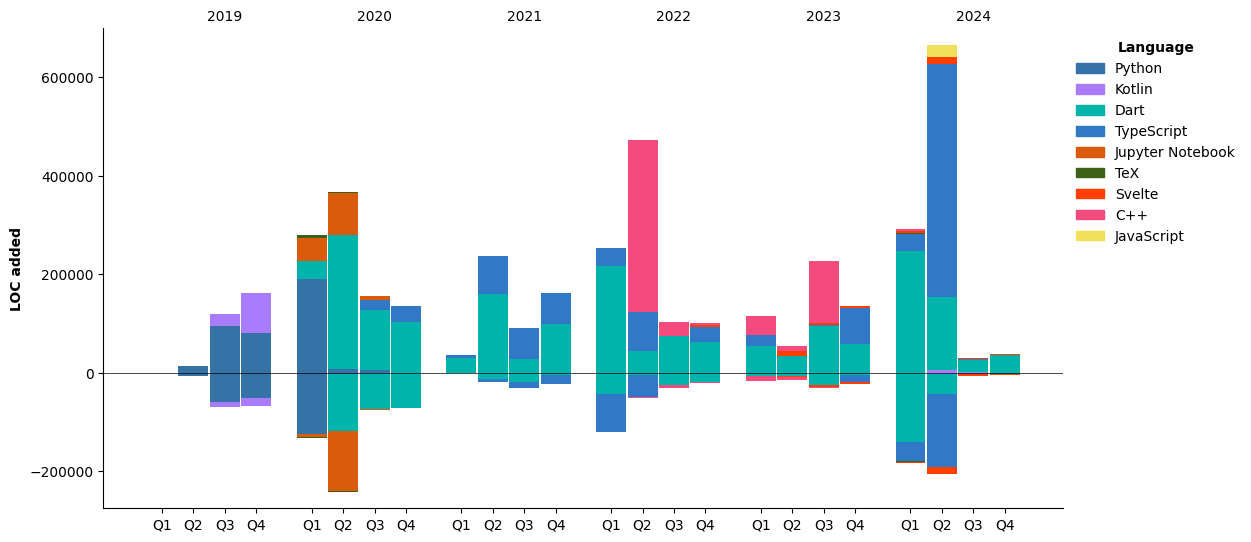 2019 2020 2021 2022 2023 2024
LOC added
600000
400000
200000
0
−200000
Q1 Q2 Q3 Q4 Q1 Q2 Q3 Q4 Q1 Q2 Q3 Q4 Q1 Q2 Q3 Q4 Q1 Q2 Q3 Q4 Q1 Q2 Q3 Q4
Language
Python
Kotlin
Dart
TypeScript
Jupyter Notebook
TeX
Svelte
C++
JavaScript